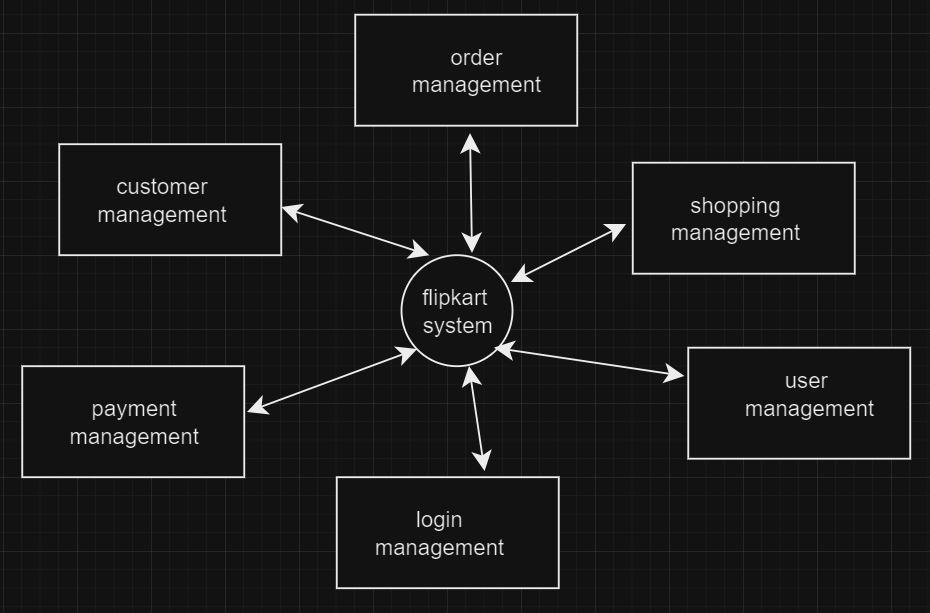 order
management
customer
management
shopping
management
flipkart
system
user
management
payment
management
login
management